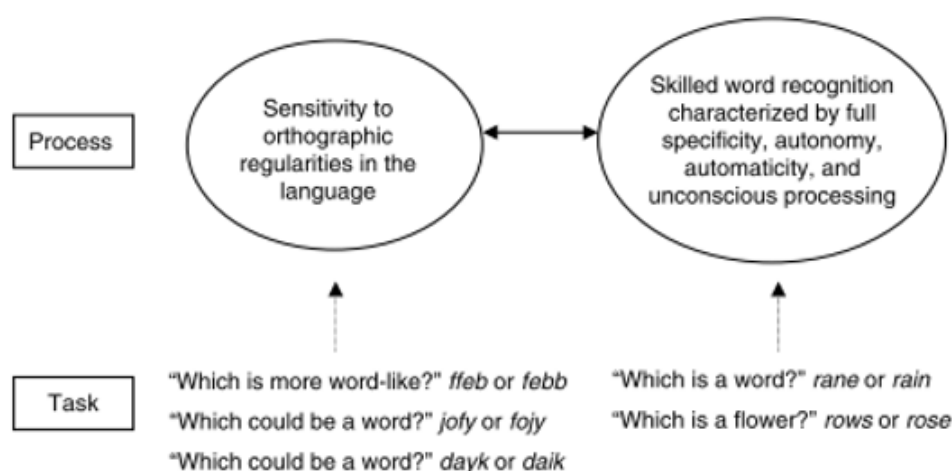 Process
Sensitivity to
orthographic
regularities in the
language
Skilled word recognition
characterized by full
specificity, autonomy,
automaticity, and
unconscious processing
Task
“Which is more word-like?” ffeb or febb
“Which could be a word?” jofy or fojy
“Which could be a word?” dayk or daik
“Which is a word?” rane or rain
“Which is a flower?” rows or rose